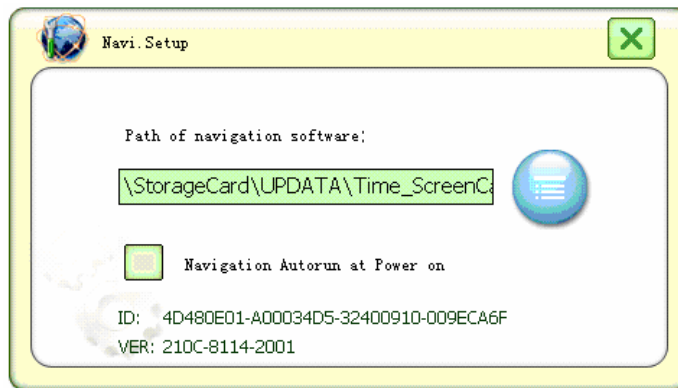 Navi.Setup
Path of navigation software;
\StorageCard\UPDATA\Time_ScreenCa
Navigation Autorun at Power on
ID: 4D480E01-A00034D5-32400910-009ECA6F
VER: 210C-8114-2001